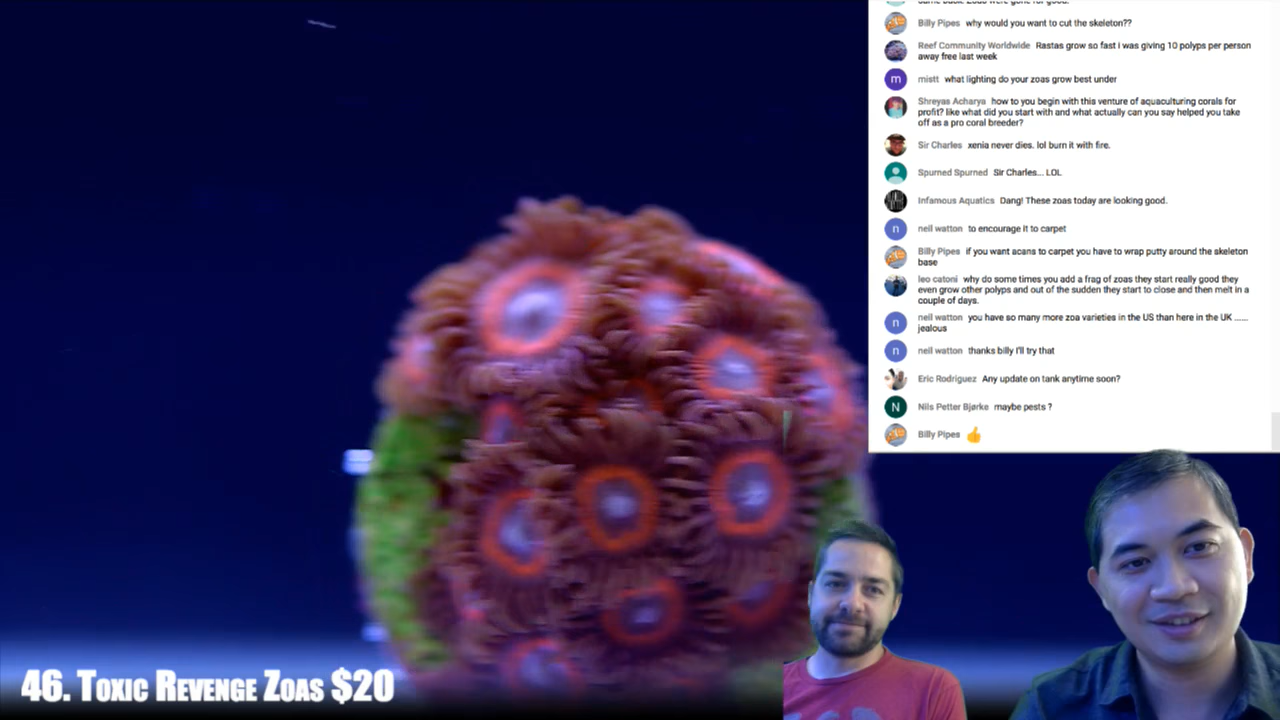 Billy Pipes why would you want to cut the skeleton??
Reef Community Worldwide Rastas grow so fast i was giving 10 polyps per person
away free last week
m
mistt what lighting do your zoas grow best under
Shreyas Acharya how to you begin with this venture of aquaculturing corals for
profit? like what did you start with and what actually can you say helped you take
off as a pro coral breeder?
Sir Charles xenia never dies. lol burn it with fire.
Spurned Spurned Sir Charles... LOL
Infamous Aquatics Dang! These zoas today are looking good.
n
neil watton to encourage it to carpet
Billy Pipes if you want acans to carpet you have to wrap putty around the skeleton
base
leo catoni why do some times you add a frag of zoas they start really good they
even grow other polyps and out of the sudden they start to close and then melt in a
couple of days.
n
neil watton you have so many more zoa varieties in the US than here in the UK .......
jealous
n
neil watton thanks billy I'll try that
Eric Rodriguez Any update on tank anytime soon?
N
Nils Petter Bjørke maybe pests ?
Billy Pipes 👍
46. Toxic Revenge Zoas $20